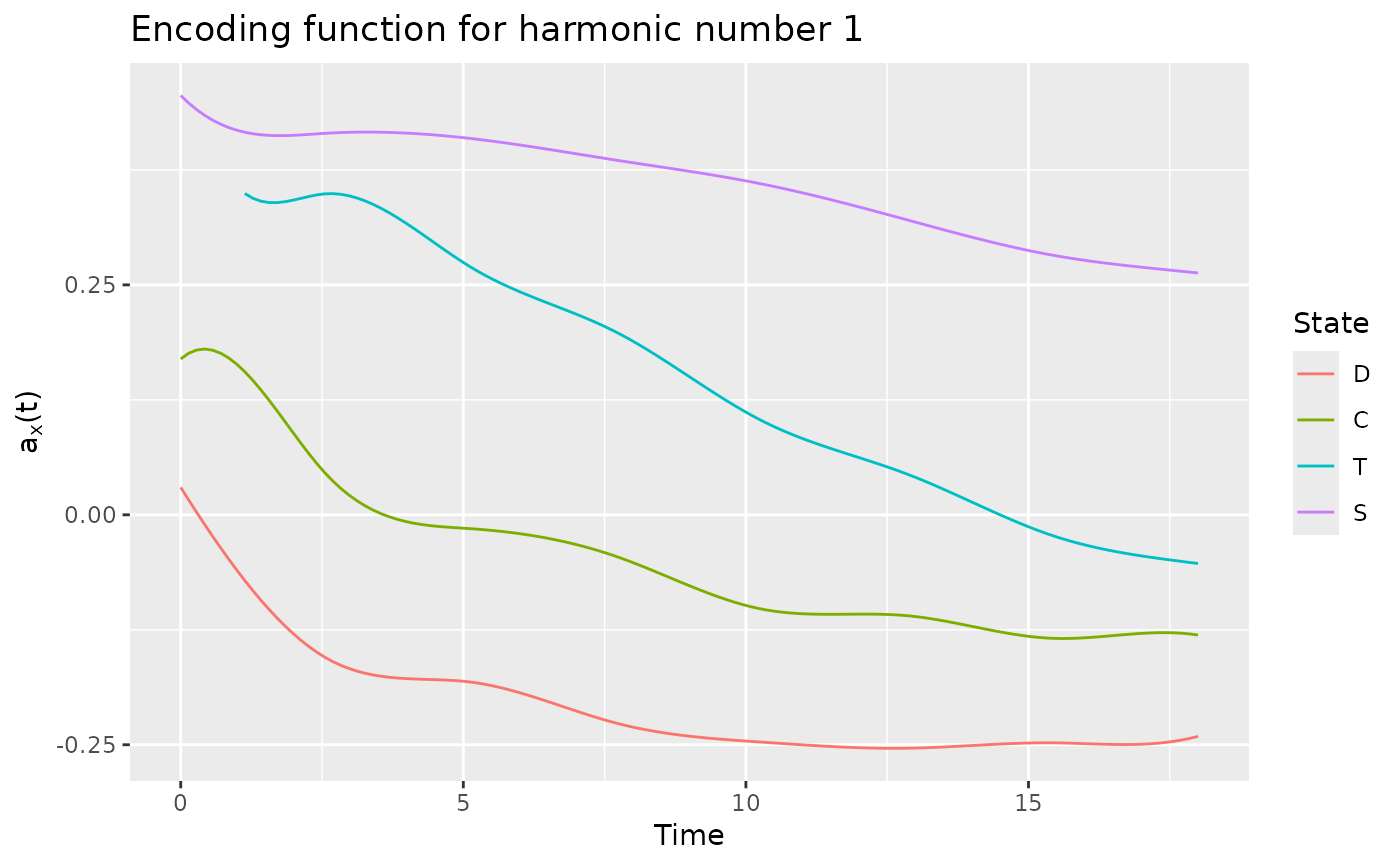 Encoding function for harmonic number 1
aₓ(t)
0.25
0.00
-0.25
0 5 10 15
Time
State
D
C
T
S